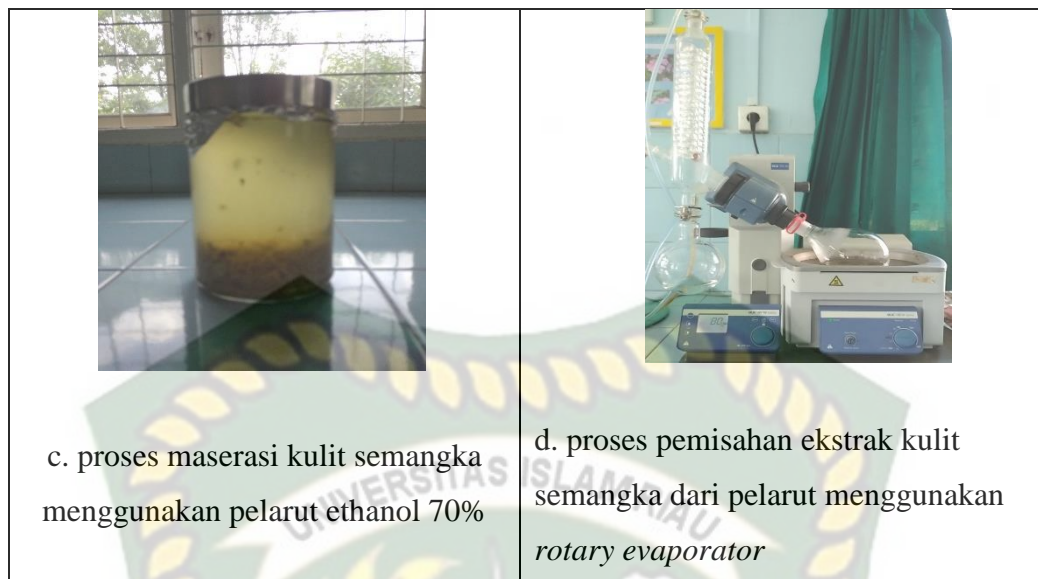 c. proses maserasi kulit semangka
menggunakan pelarut ethanol 70%
d. proses pemisahan ekstrak kulit
semangka dari pelarut menggunakan
rotary evaporator
UNIVERSITAS ISLAM RIAU